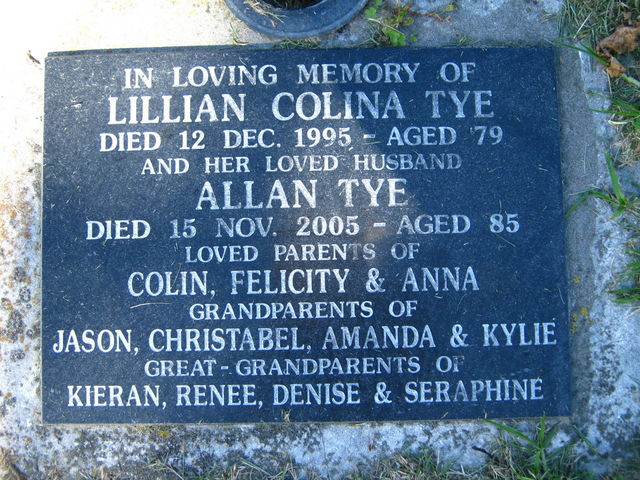 IN LOVING MEMORY OF
LILLIAN COLINA TYE
DIED 12 DEC. 1995 - AGED 79
AND HER LOVED HUSBAND
ALLAN TYE
DIED 15 NOV. 2005 - AGED 85
LOVED PARENTS OF
COLIN, FELICITY & ANNA
GRANDPARENTS OF
JASON, CHRISTABEL, AMANDA & KYLIE
GREAT-GRANDPARENTS OF
KIERAN, RENEE, DENISE & SERAPHINE